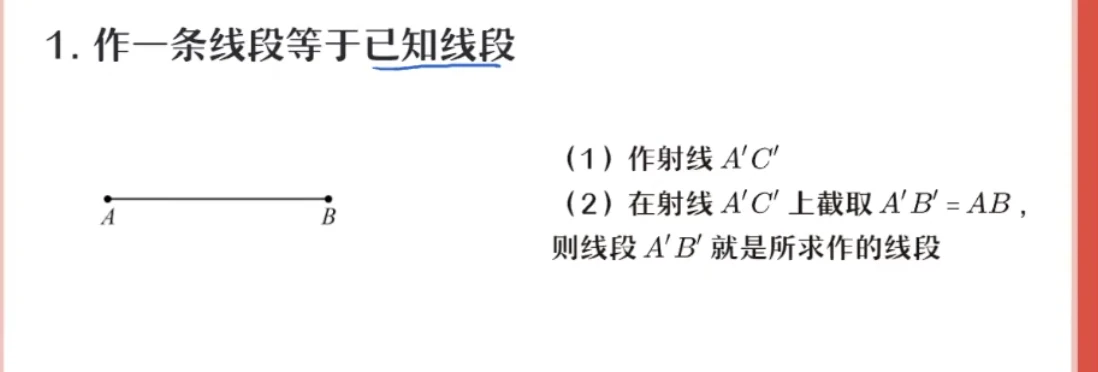 1. 作一条线段等于已知线段
（1）作射线 A′C′
A B
（2）在射线 A′C′ 上截取 A′B′ = AB，
则线段 A′B′ 就是所求作的线段